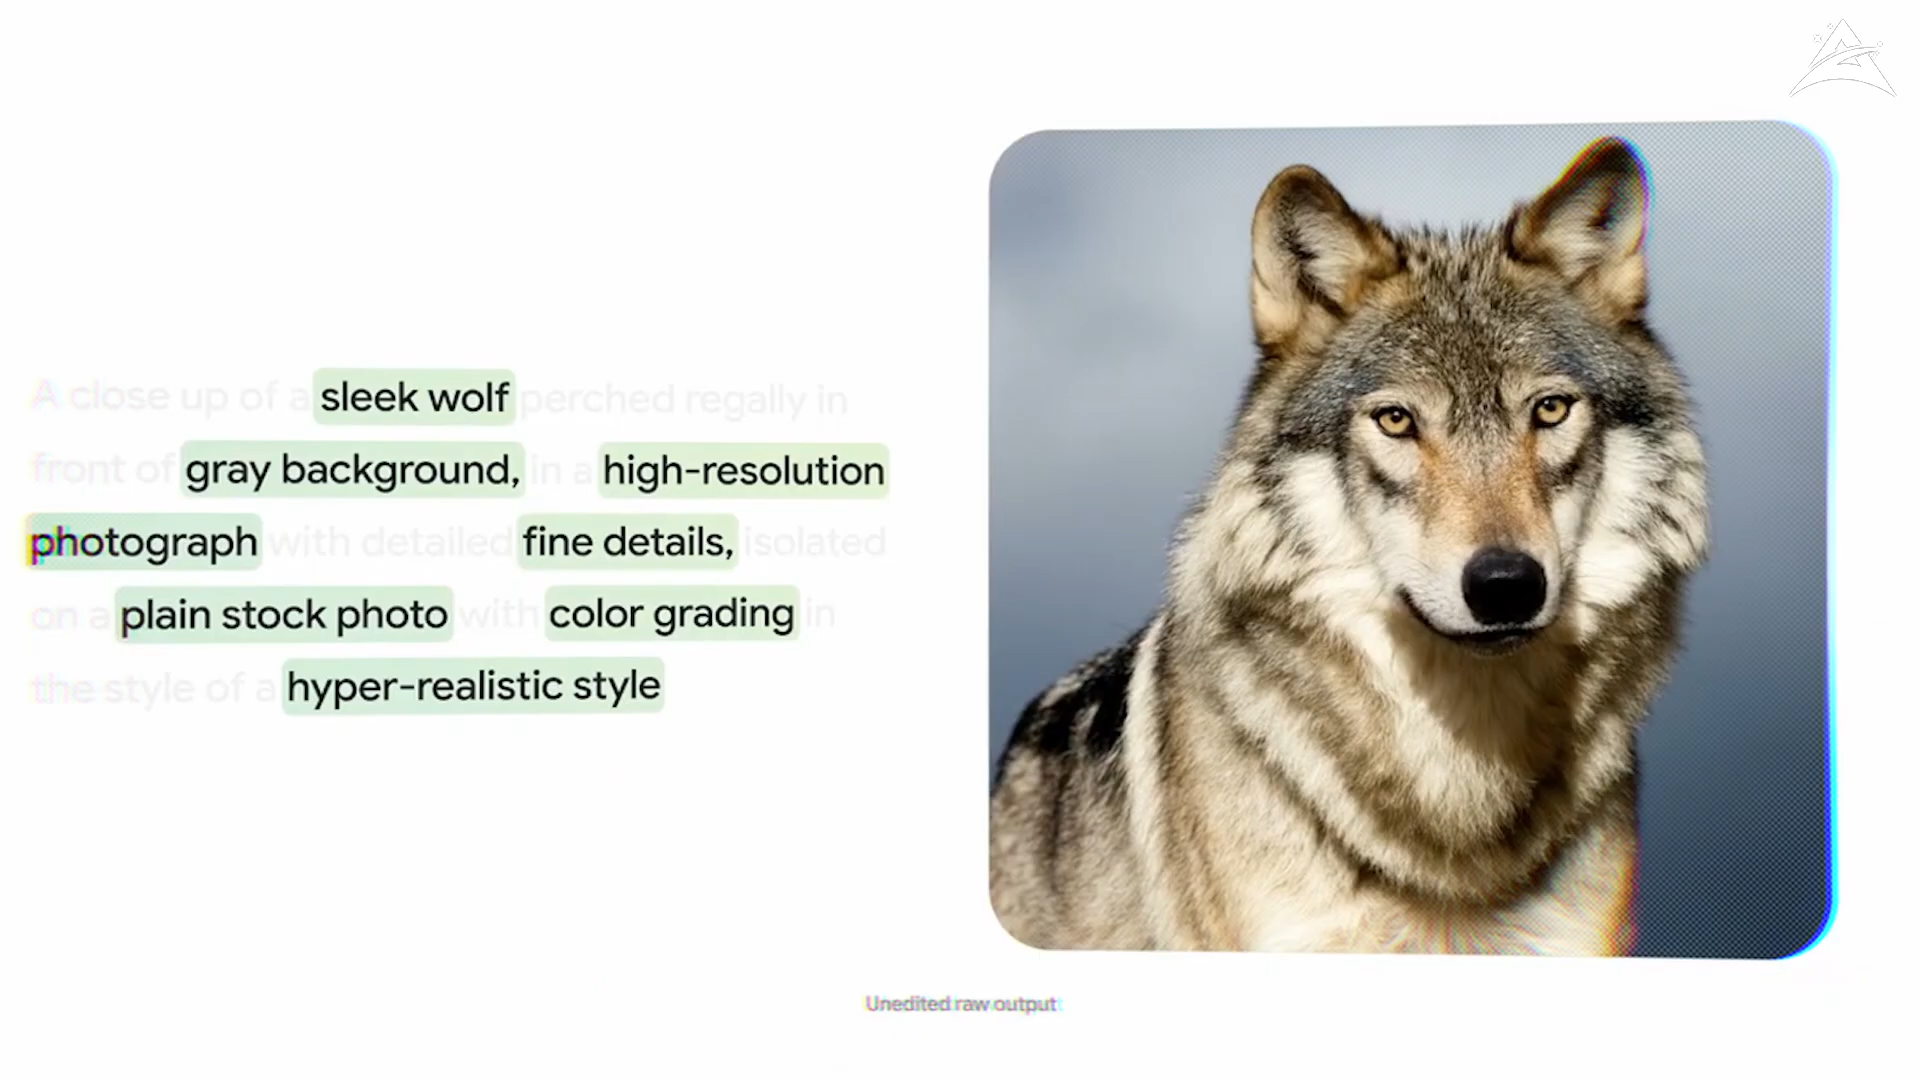 A close up of a sleek wolf perched regally in
front of gray background, in a high-resolution
photograph with detailed fine details, isolated
on a plain stock photo with color grading in
the style of a hyper-realistic style
Unedited raw output